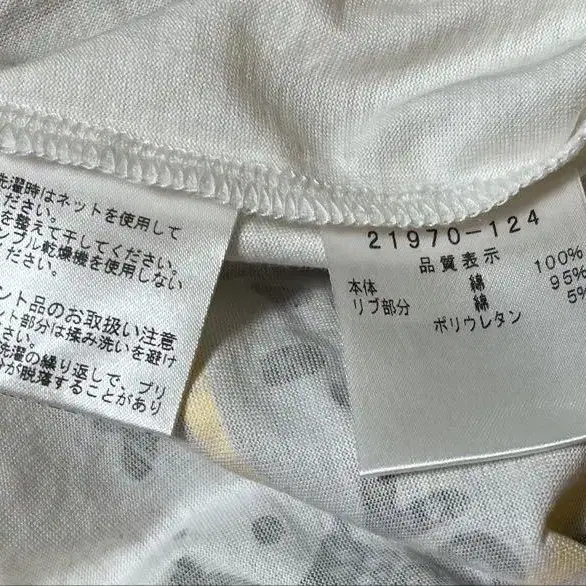 洗濯時はネットを使用して
ください。
を整えて干してください。
ンブル乾燥機を使用しない
ください。
ント品のお取扱い注意
ント部分は揉み洗いを避け
洗濯の繰り返しで、プリ
が脱落することがあり
21970-124
品質表示
本体 綿 100%
リブ部分 綿 95%
ポリウレタン 5%